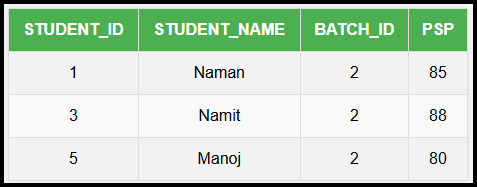 STUDENT_ID STUDENT_NAME BATCH_ID PSP
1 Naman 2 85
3 Namit 2 88
5 Manoj 2 80